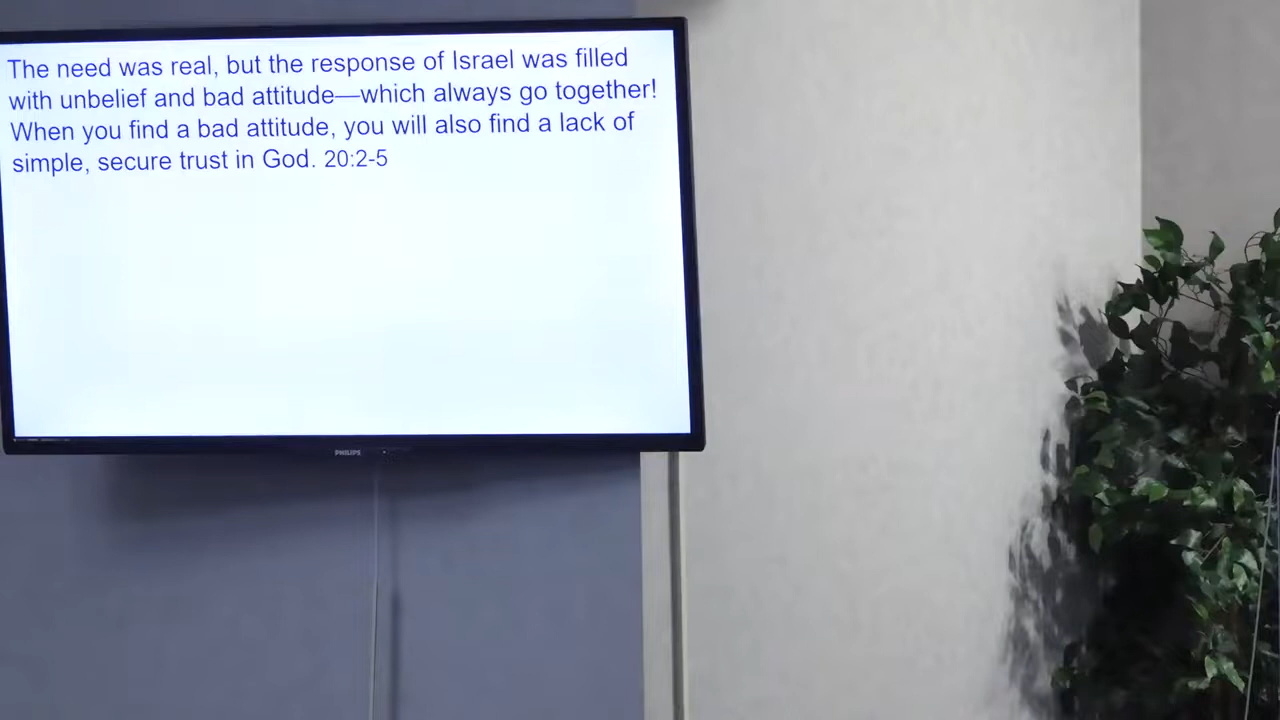 The need was real, but the response of Israel was filled
with unbelief and bad attitude—which always go together!
When you find a bad attitude, you will also find a lack of
simple, secure trust in God. 20:2-5
PHILIPS